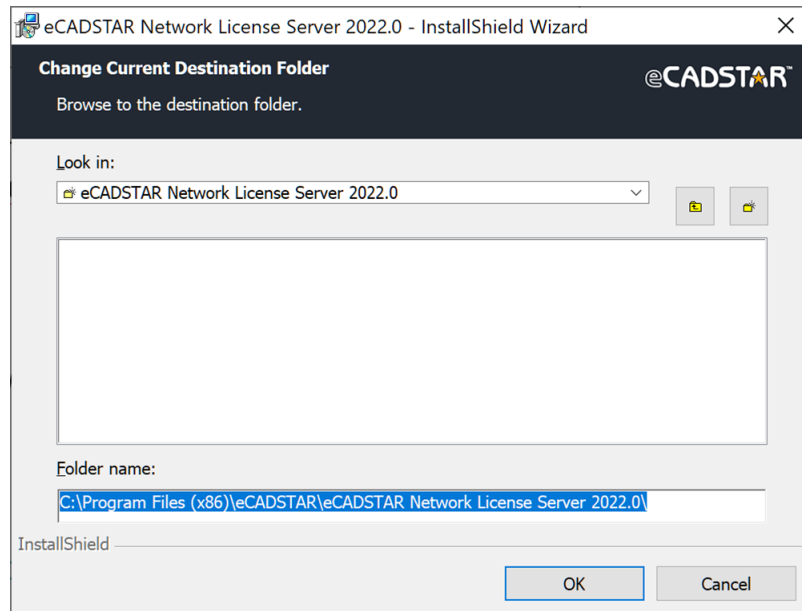 eCADSTAR Network License Server 2022.0 - InstallShield Wizard
Change Current Destination Folder
eCADSTAR™
Browse to the destination folder.
Look in:
eCADSTAR Network License Server 2022.0
Folder name:
C:\Program Files (x86)\eCADSTAR\eCADSTAR Network License Server 2022.0\
InstallShield
OK
Cancel